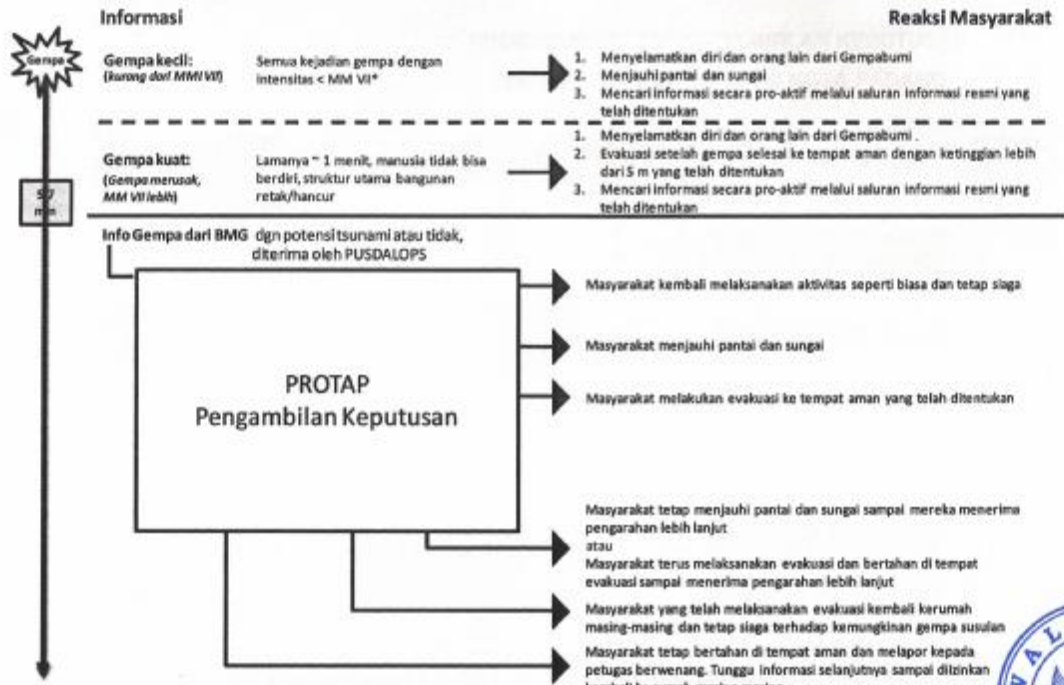 Informasi
Reaksi Masyarakat
Gempa
Gempa kecil:
(kurang dari MMI VII)
Semua kejadian gempa dengan
intensitas < MM VII*
1. Menyelamatkan diri dan orang lain dari Gempabumi
2. Menjauhi pantai dan sungai
3. Mencari informasi secara pro-aktif melalui saluran informasi resmi yang
telah ditentukan
Gempa kuat:
(Gempa merusak,
MM VII lebih)
Lamanya ~ 1 menit, manusia tidak bisa
berdiri, struktur utama bangunan
retak/hancur
1. Menyelamatkan diri dan orang lain dari Gempabumi .
2. Evakuasi setelah gempa selesai ke tempat aman dengan ketinggian lebih
dari 5 m yang telah ditentukan
3. Mencari informasi secara pro-aktif melalui saluran informasi resmi yang
telah ditentukan
min
Info Gempa dari BMG dgn potensi tsunami atau tidak,
diterima oleh PUSDALOPS
PROTAP
Pengambilan Keputusan
Masyarakat kembali melaksanakan aktivitas seperti biasa dan tetap siaga
Masyarakat menjauhi pantai dan sungai
Masyarakat melakukan evakuasi ke tempat aman yang telah ditentukan
Masyarakat tetap menjauhi pantai dan sungai sampai mereka menerima
pengarahan lebih lanjut
atau
Masyarakat terus melaksanakan evakuasi dan bertahan di tempat
evakuasi sampai menerima pengarahan lebih lanjut
Masyarakat yang telah melaksanakan evakuasi kembali kerumah
masing-masing dan tetap siaga terhadap kemungkinan gempa susulan
Masyarakat tetap bertahan di tempat aman dan melapor kepada
petugas berwenang. Tunggu informasi selanjutnya sampai diizinkan
WAL